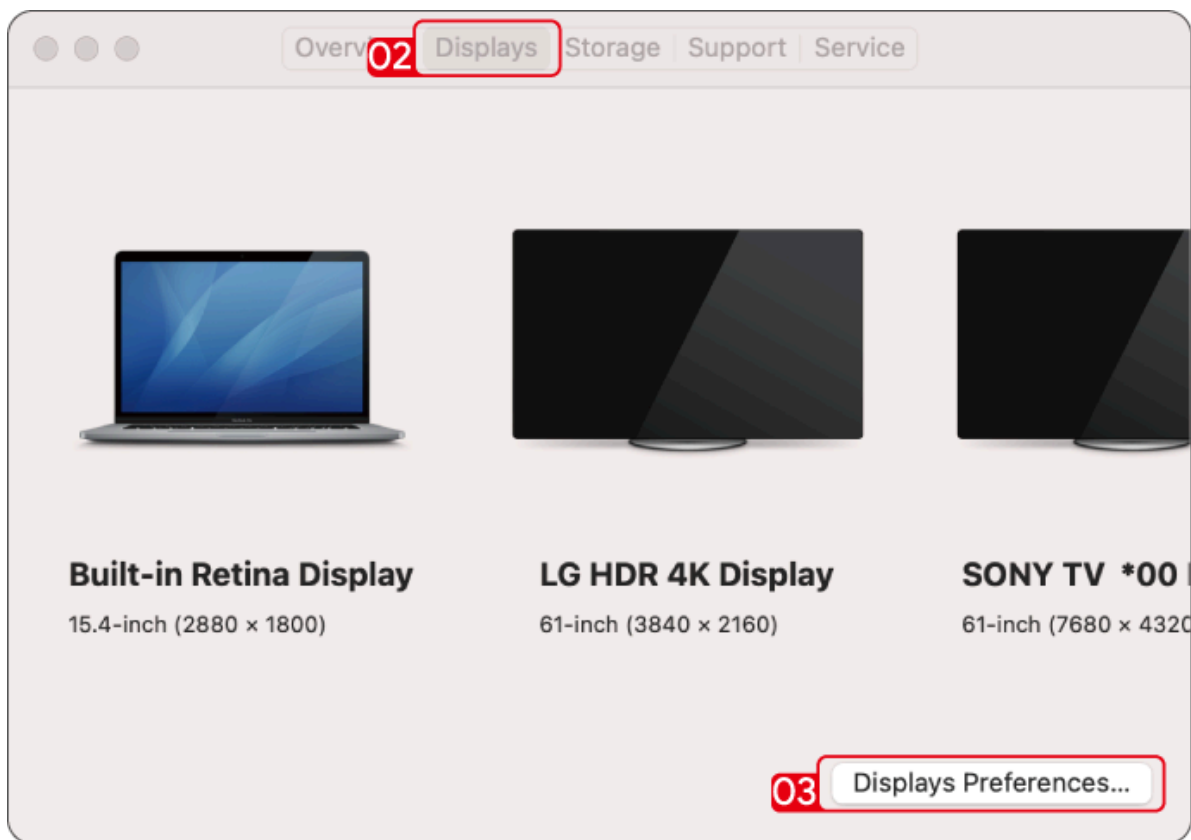 Overvi 02 Displays Storage Support Service
Built-in Retina Display LG HDR 4K Display SONY TV *00
15.4-inch (2880 × 1800) 61-inch (3840 × 2160) 61-inch (7680 × 4320
03 Displays Preferences...